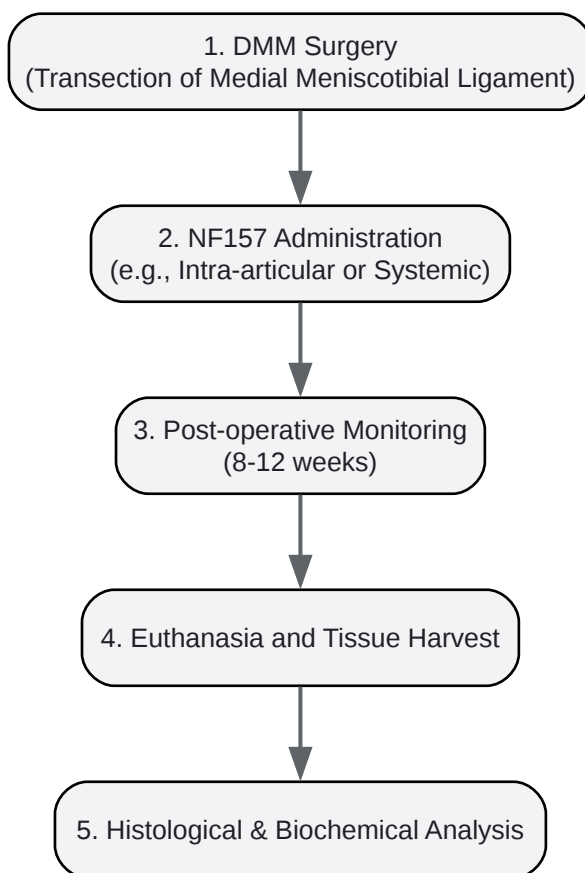 1. DMM Surgery
(Transection of Medial Meniscotibial Ligament)
2. NF157 Administration
(e.g., Intra-articular or Systemic)
3. Post-operative Monitoring
(8-12 weeks)
4. Euthanasia and Tissue Harvest
5. Histological & Biochemical Analysis